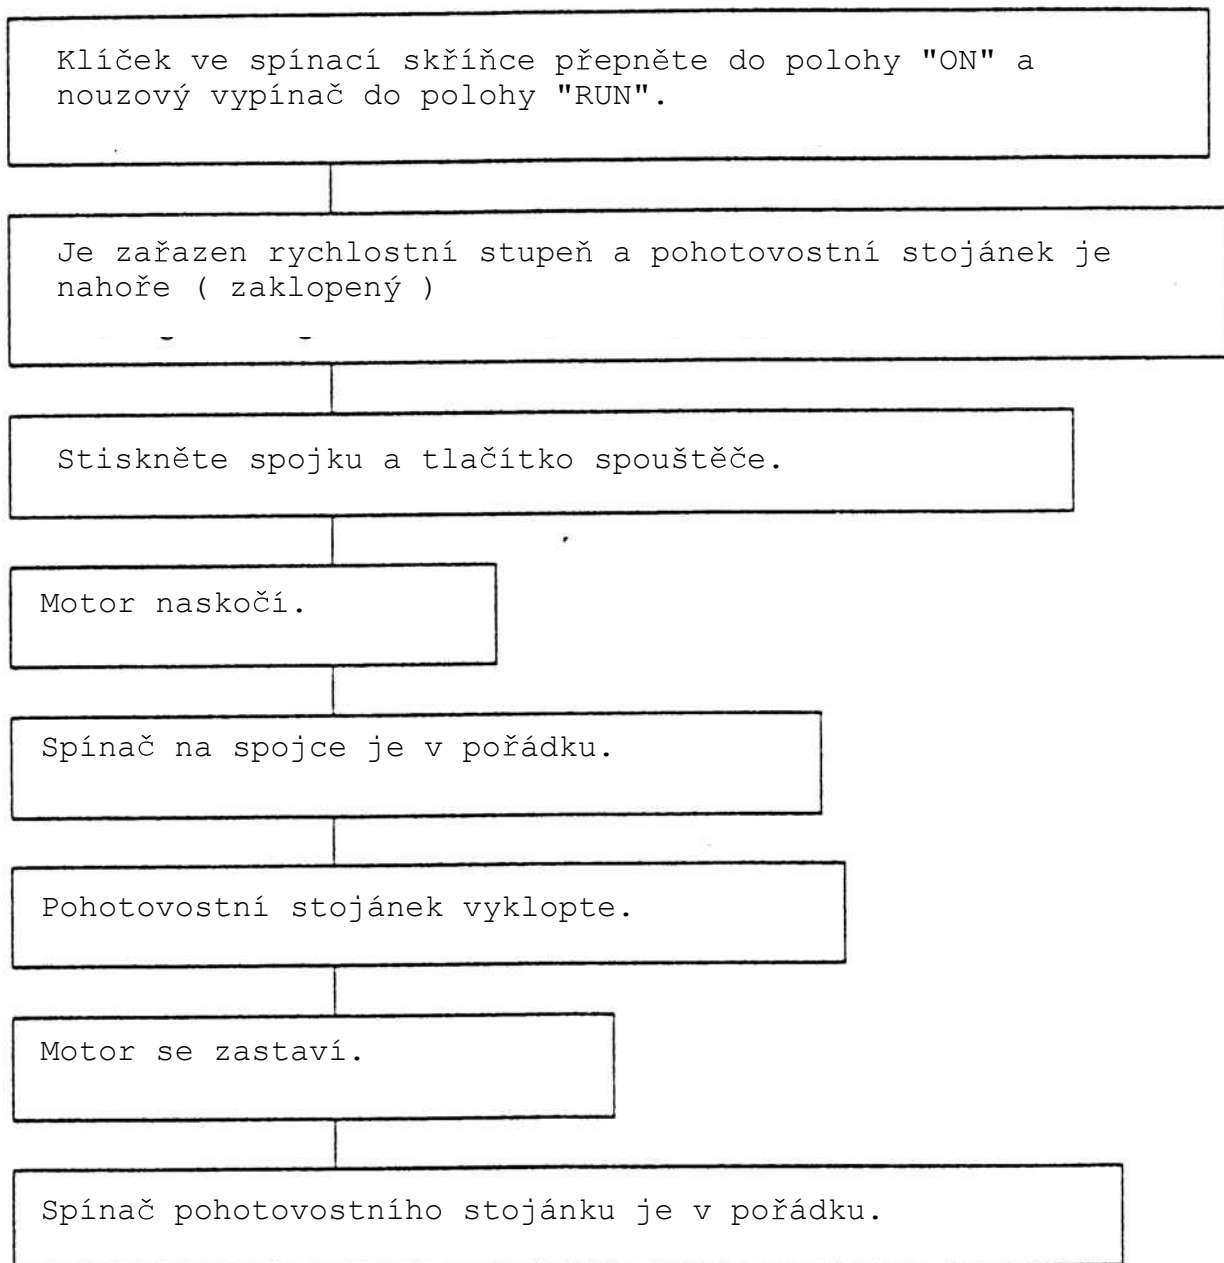 Klíček ve spínací skříňce přepněte do polohy "ON" a
nouzový vypínač do polohy "RUN".
Je zařazen rychlostní stupeň a pohotovostní stojánek je
nahoře ( zaklopený )
Stiskněte spojku a tlačítko spouštěče.
Motor naskočí.
Spínač na spojce je v pořádku.
Pohotovostní stojánek vyklopte.
Motor se zastaví.
Spínač pohotovostního stojánku je v pořádku.